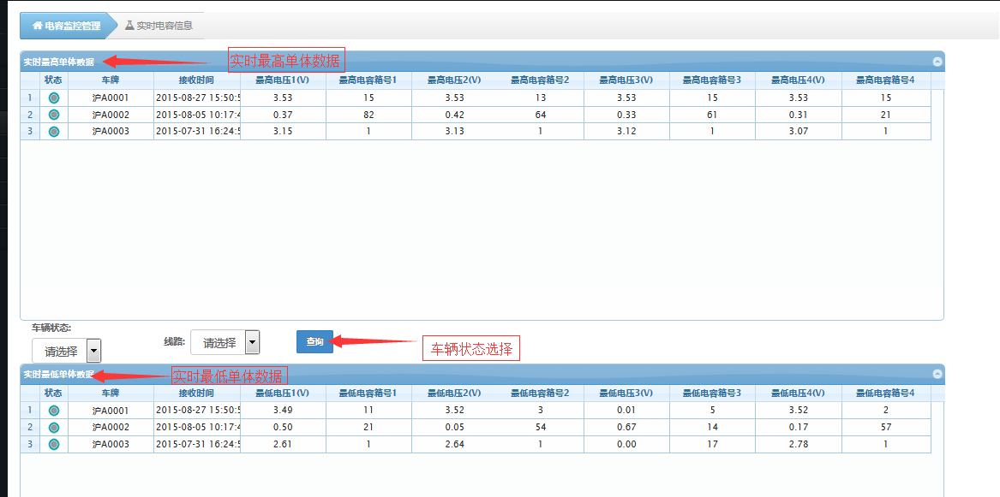 电容监控管理 实时电容信息
实时最高单体数据 实时最高单体数据
状态 车牌 接收时间 最高电压1(V) 最高电容箱号1 最高电压2(V) 最高电容箱号2 最高电压3(V) 最高电容箱号3 最高电压4(V) 最高电容箱号4
1 沪A0001 2015-08-27 15:50:5 3.53 15 3.53 13 3.53 15 3.53 15
2 沪A0002 2015-08-05 10:17:4 0.37 82 0.42 64 0.33 61 0.31 21
3 沪A0003 2015-07-31 16:24:5 3.15 1 3.13 1 3.12 1 3.07 1
车辆状态:
请选择 线路: 请选择 查询 车辆状态选择
实时最低单体数据 实时最低单体数据
状态 车牌 接收时间 最低电压1(V) 最低电容箱号1 最低电压2(V) 最低电容箱号2 最低电压3(V) 最低电容箱号3 最低电压4(V) 最低电容箱号4
1 沪A0001 2015-08-27 15:50:5 3.49 11 3.52 3 0.01 5 3.52 2
2 沪A0002 2015-08-05 10:17:4 0.50 21 0.05 54 0.67 14 0.17 57
3 沪A0003 2015-07-31 16:24:5 2.61 1 2.64 1 0.00 17 2.78 1